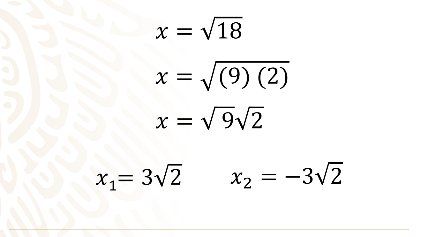 x = √18
x = √(9) (2)
x = √9√2
x₁= 3√2 x₂ = −3√2